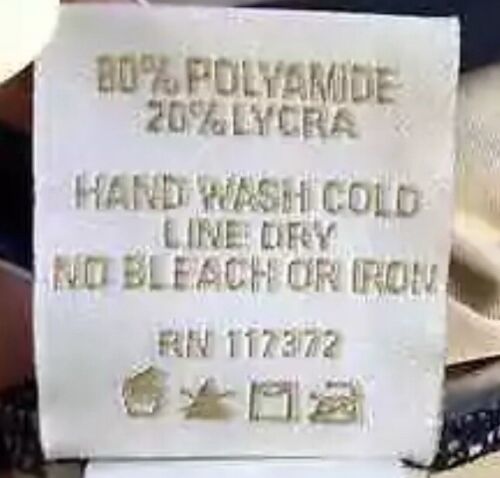 80% POLYAMIDE
20% LYCRA
HAND WASH COLD
LINE DRY
NO BLEACH OR IRON
RN 117372